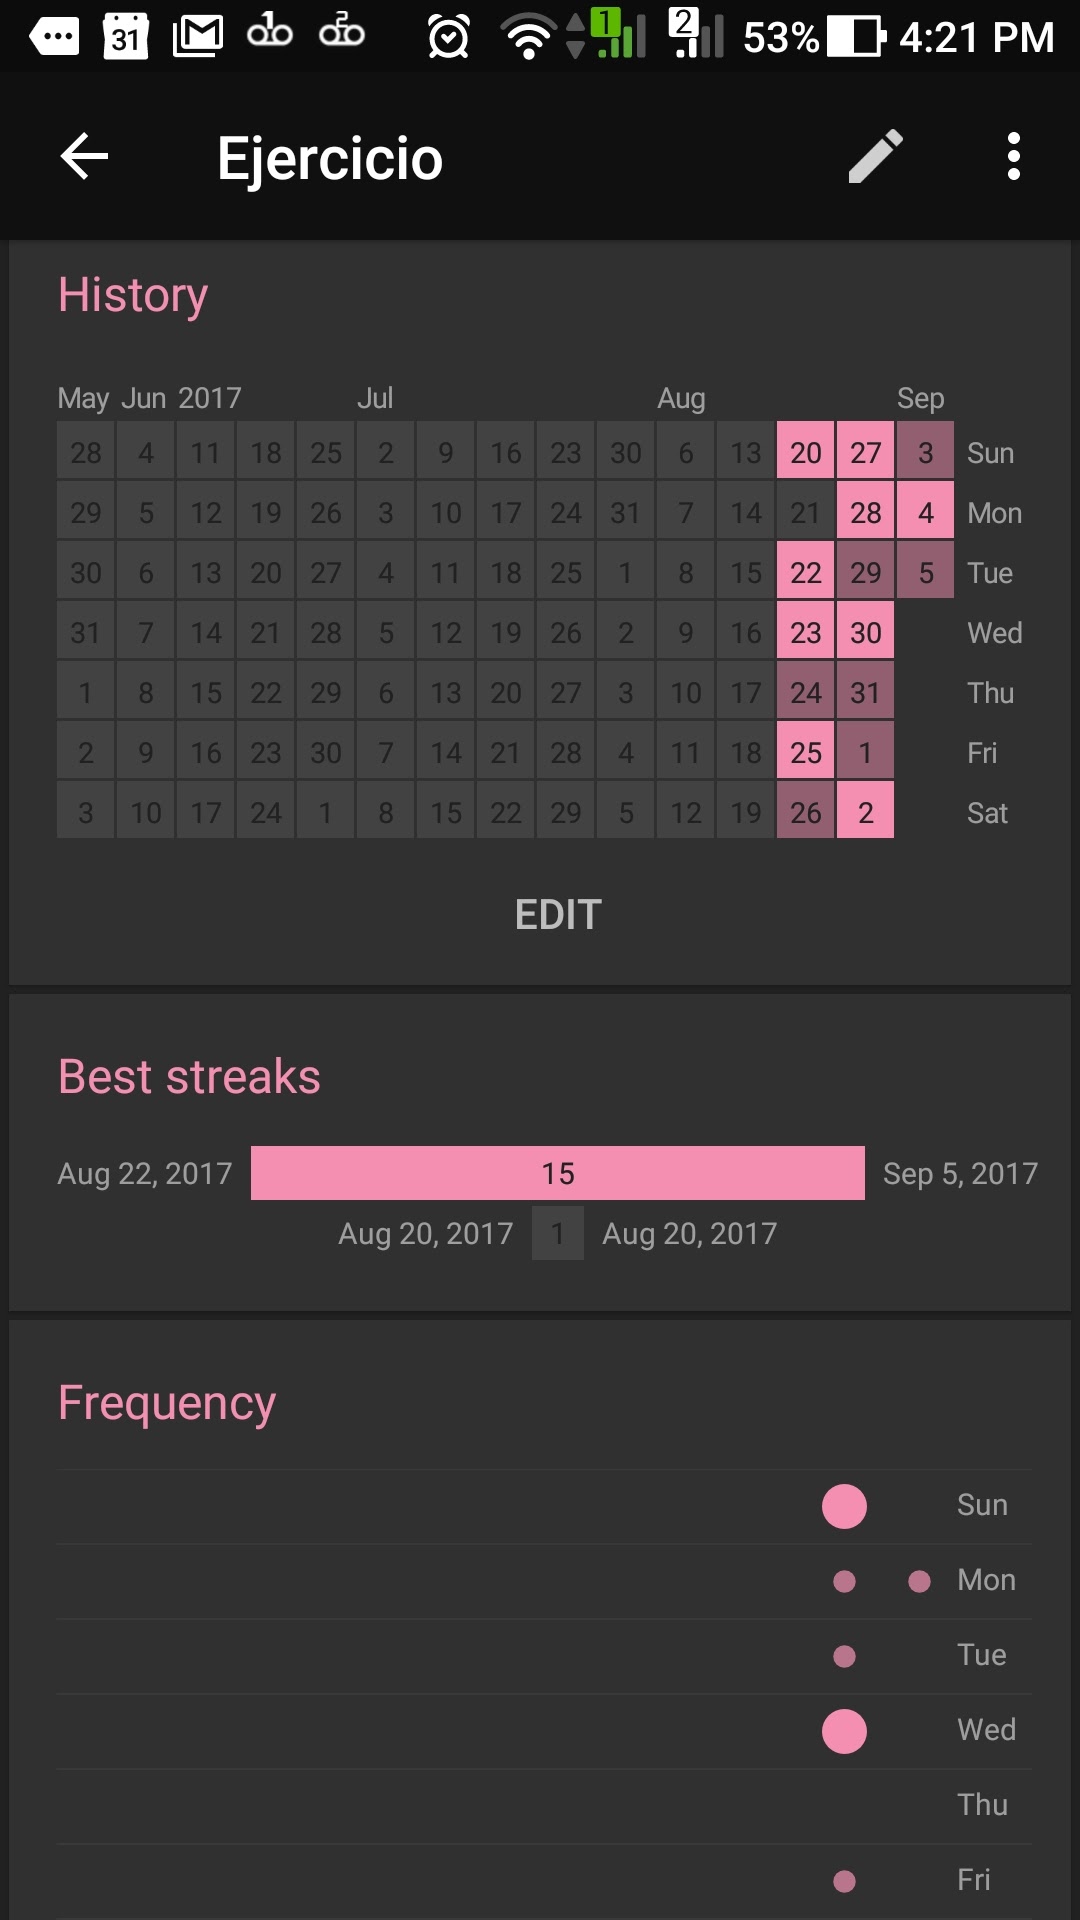 31 1 2 53% 4:21 PM
Ejercicio
History
May Jun 2017 Jul Aug Sep
28 4 11 18 25 2 9 16 23 30 6 13 20 27 3 Sun
29 5 12 19 26 3 10 17 24 31 7 14 21 28 4 Mon
30 6 13 20 27 4 11 18 25 1 8 15 22 29 5 Tue
31 7 14 21 28 5 12 19 26 2 9 16 23 30 Wed
1 8 15 22 29 6 13 20 27 3 10 17 24 31 Thu
2 9 16 23 30 7 14 21 28 4 11 18 25 1 Fri
3 10 17 24 1 8 15 22 29 5 12 19 26 2 Sat
EDIT
Best streaks
Aug 22, 2017 15 Sep 5, 2017
Aug 20, 2017 1 Aug 20, 2017
Frequency
Sun
Mon
Tue
Wed
Thu
Fri